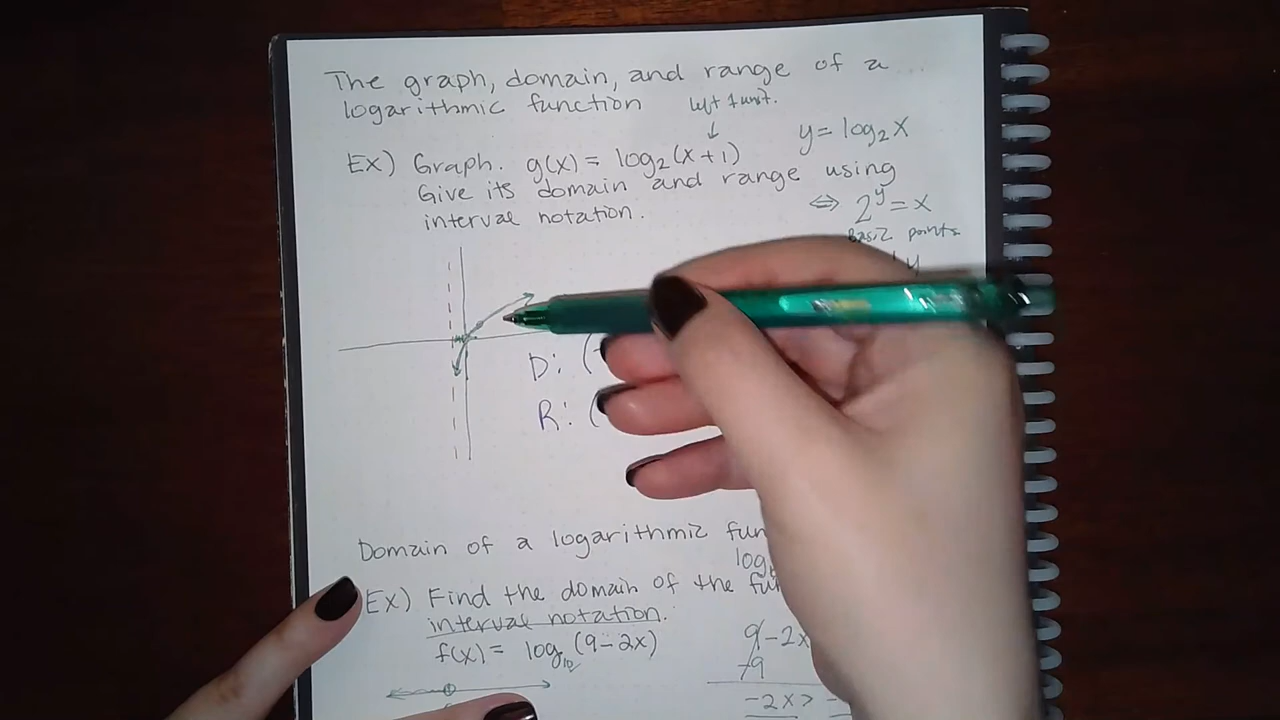 The graph, domain, and range of a
logarithmic function
left 1 unit.
↓
Ex) Graph. g(x) = log₂(x+1)
Give its domain and range using
interval notation.
y = log₂x
⇔ 2^y = x
Basic points
y
D: (
R: (
Domain of a logarithmic fun
log
Ex) Find the domain of the fu
interval notation.
f(x) = log₁₀(9-2x)
9-2x
-9
-2x >